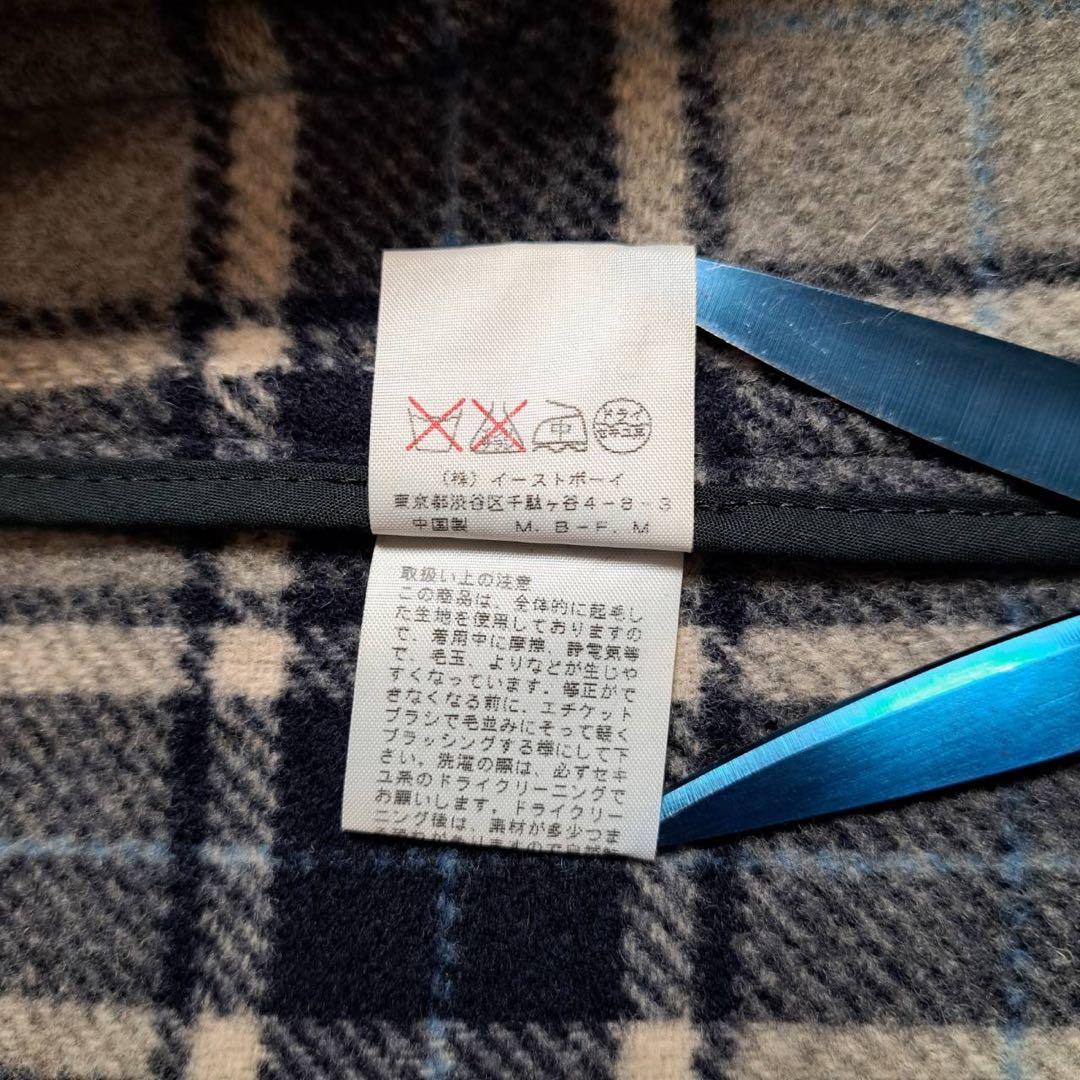 中
ドライ
セキユ系
(株)イーストボーイ
東京都渋谷区千駄ヶ谷4-8-3
中国製 M.B-F.M
取扱い上の注意
この商品は、全体的に起毛し
た生地を使用しておりますの
で、着用中に摩擦、静電気等
で、毛玉、よりなどが生じや
すくなっています。修正がで
きなくなる前に、エチケット
ブラシで毛並みにそって軽く
ブラッシングする様にして下
さい。洗濯の際は、必ずセキ
ユ系のドライクリーニングで
お願いします。ドライクリー
ニング後は、素材が多少つま